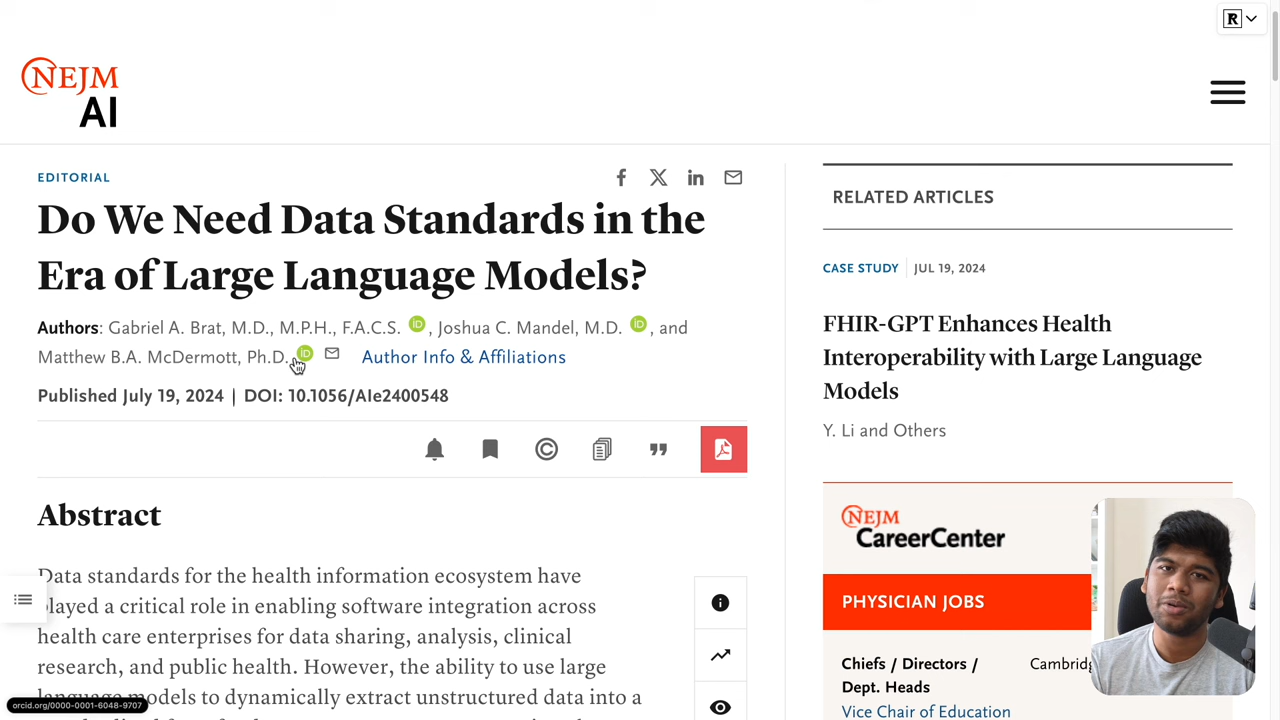 R
NEJM
AI
EDITORIAL
Do We Need Data Standards in the
Era of Large Language Models?
Authors: Gabriel A. Brat, M.D., M.P.H., F.A.C.S. iD , Joshua C. Mandel, M.D. iD , and
Matthew B.A. McDermott, Ph.D. iD Author Info & Affiliations
Published July 19, 2024 | DOI: 10.1056/AIe2400548
Abstract
Data standards for the health information ecosystem have
played a critical role in enabling software integration across
health care enterprises for data sharing, analysis, clinical
research, and public health. However, the ability to use large
language models to dynamically extract unstructured data into a
orcid.org/0000-0001-6048-9707
RELATED ARTICLES
CASE STUDY JUL 19, 2024
FHIR-GPT Enhances Health
Interoperability with Large Language
Models
Y. Li and Others
NEJM
CareerCenter
PHYSICIAN JOBS
Chiefs / Directors /
Dept. Heads
Vice Chair of Education